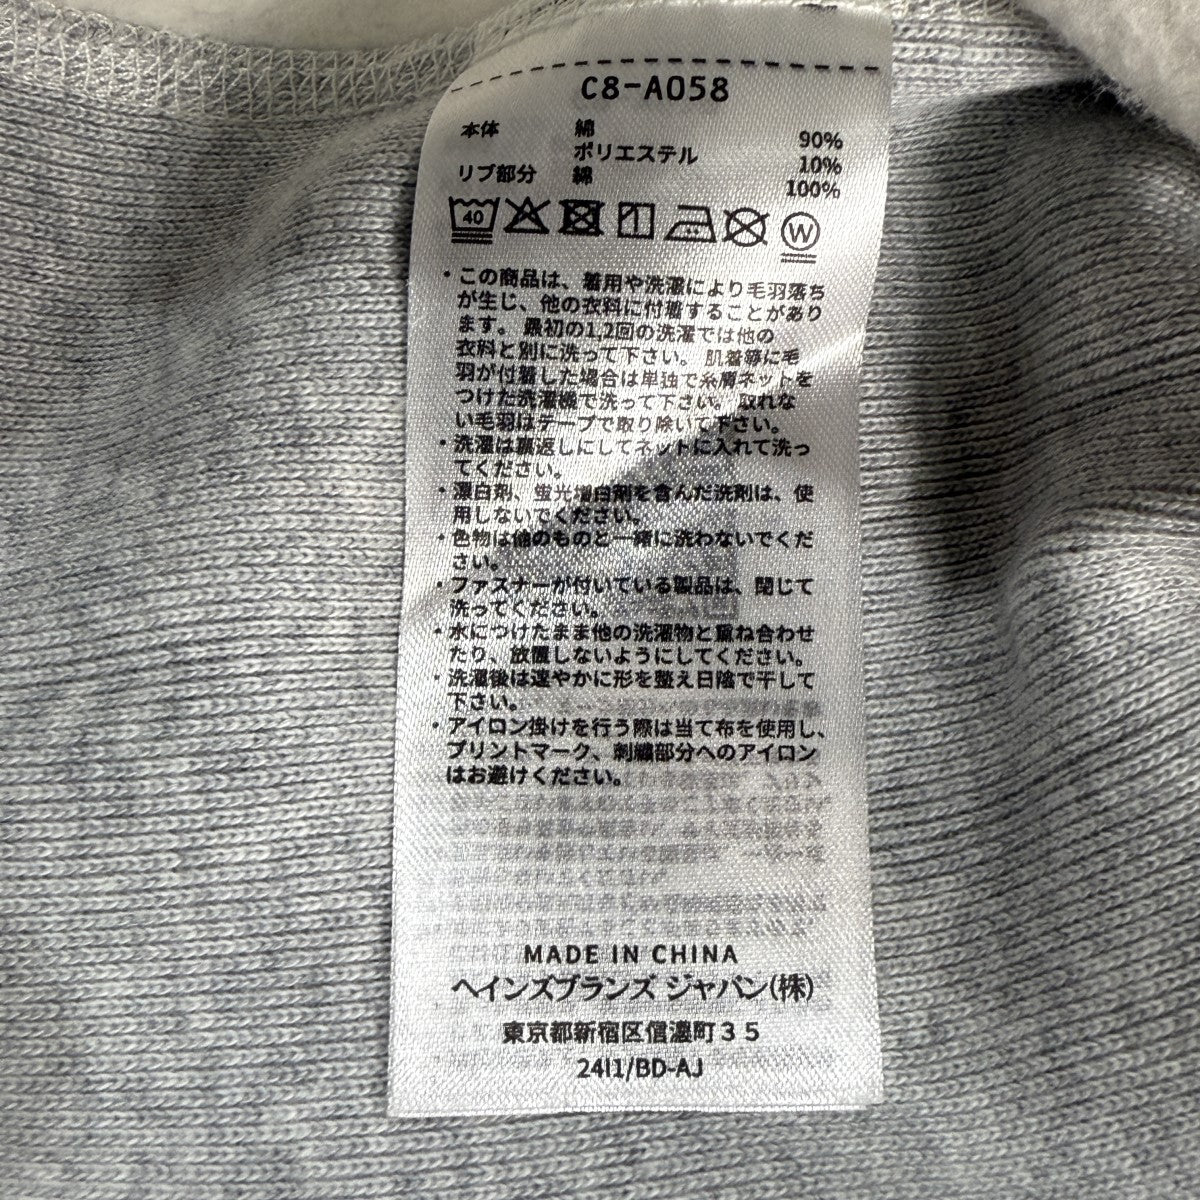 C8-A058
本体 綿 90%
ポリエステル 10%
リブ部分 綿 100%
40 W
・この商品は、着用や洗濯により毛羽落ち
が生じ、他の衣料に付着することがあり
ます。最初の1,2回の洗濯では他の
衣料と別に洗って下さい。肌着等に毛
羽が付着した場合は単独で糸屑ネットを
つけた洗濯機で洗って下さい。取れな
い毛羽はテープで取り除いて下さい。
・洗濯は裏返しにしてネットに入れて洗っ
てください。
・漂白剤、蛍光増白剤を含んだ洗剤は、使
用しないでください。
・色物は他のものと一緒に洗わないでくだ
さい。
・ファスナーが付いている製品は、閉じて
洗ってください。
・水につけたまま他の洗濯物と重ね合わせ
たり、放置しないようにしてください。
・洗濯後は速やかに形を整え日陰で干して
下さい。
・アイロン掛けを行う際は当て布を使用し、
プリントマーク、刺繍部分へのアイロン
はお避けください。
MADE IN CHINA
ヘインズブランズ ジャパン(株)
東京都新宿区信濃町35
24I1/BD-AJ